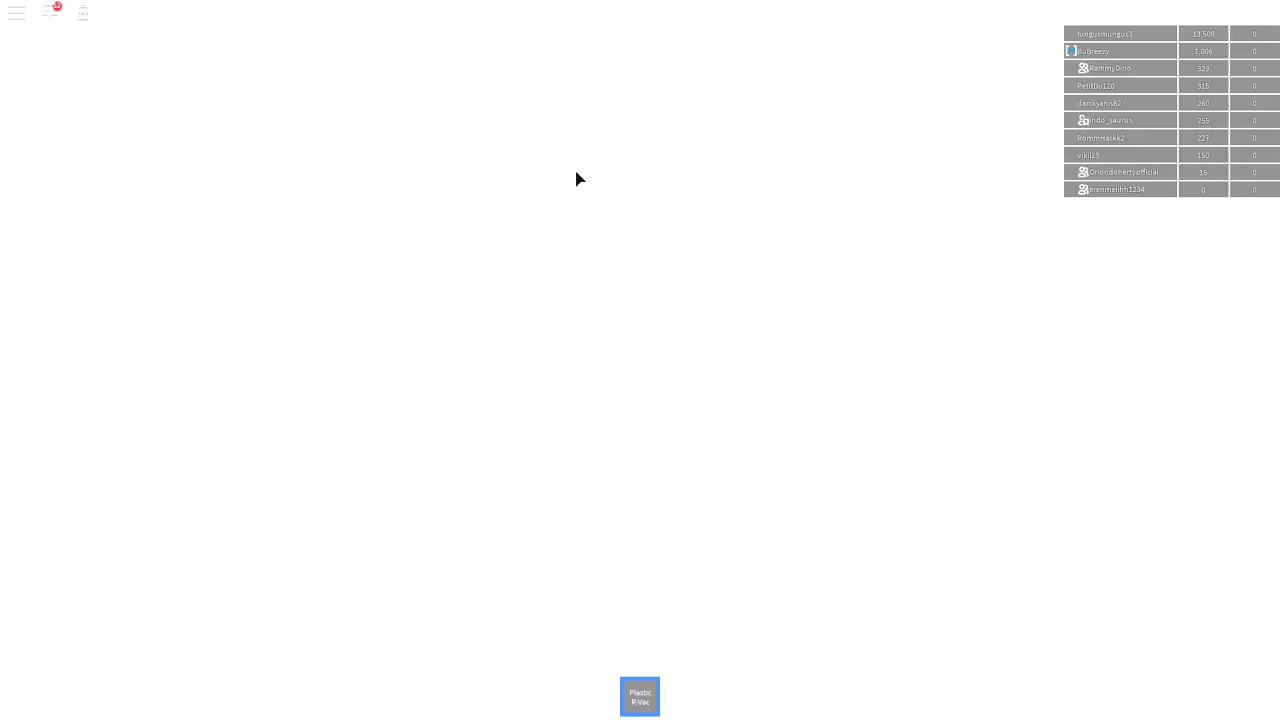 fungusmungus3 13,509 0
BuBreezy 1,006 0
RammyDino 329 0
PetitDu120 315 0
darckyanis62 260 0
indo_saurus 255 0
RommHackk2 227 0
vikil23 150 0
Oriondohertyofficial 15 0
erenmelihh1234 0 0
Plastic
R-Vac